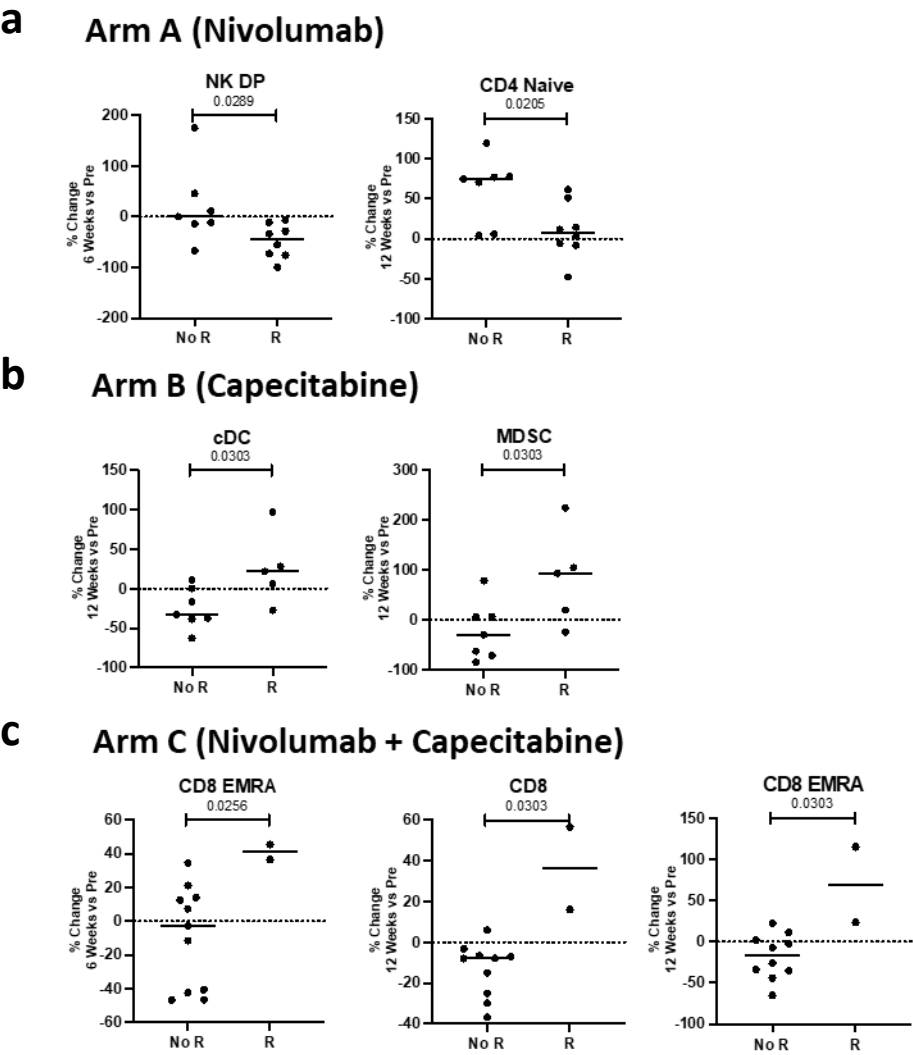 a
Arm A (Nivolumab)
NK DP
0.0289
% Change
6 Weeks vs Pre
200
100
0
-100
-200
No R
R
CD4 Naive
0.0205
% Change
12 Weeks vs Pre
150
100
50
0
-50
-100
No R
R
b
Arm B (Capecitabine)
cDC
0.0303
% Change
12 Weeks vs Pre
150
100
50
0
-50
-100
No R
R
MDSC
0.0303
% Change
12 Weeks vs Pre
300
200
100
0
-100
No R
R
c
Arm C (Nivolumab + Capecitabine)
CD8 EMRA
0.0256
% Change
6 Weeks vs Pre
60
40
20
0
-20
-40
-60
No R
R
CD8
0.0303
% Change
12 Weeks vs Pre
60
40
20
0
-20
-40
No R
R
CD8 EMRA
0.0303
% Change
12 Weeks vs Pre
150
100
50
0
-50
-100
No R
R